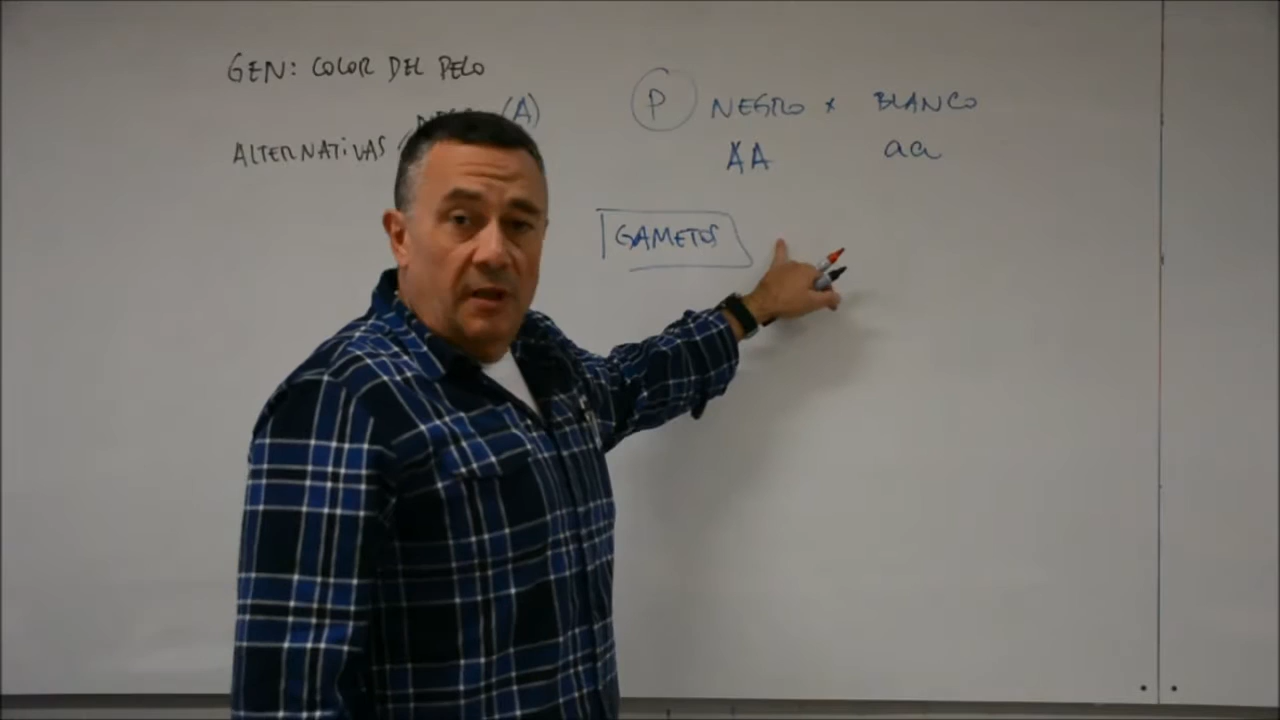 GEN: COLOR DEL PELO
(A)
ALTERNATIVAS
P NEGRO x BLANCO
AA aa
GAMETOS